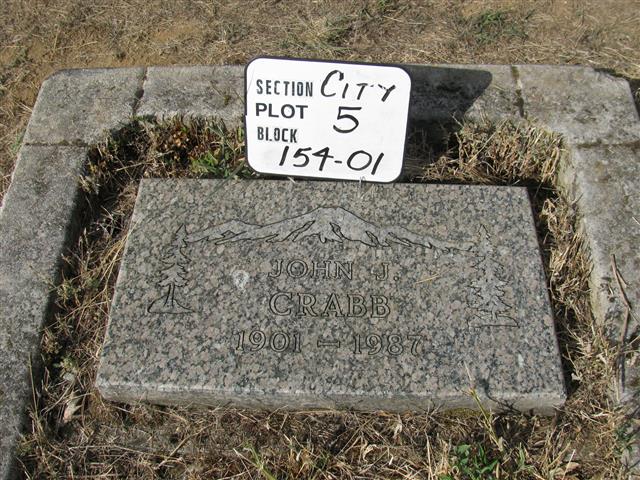 SECTION CITY
PLOT 5
BLOCK
154-01
JOHN J.
CRABB
1901 — 1987